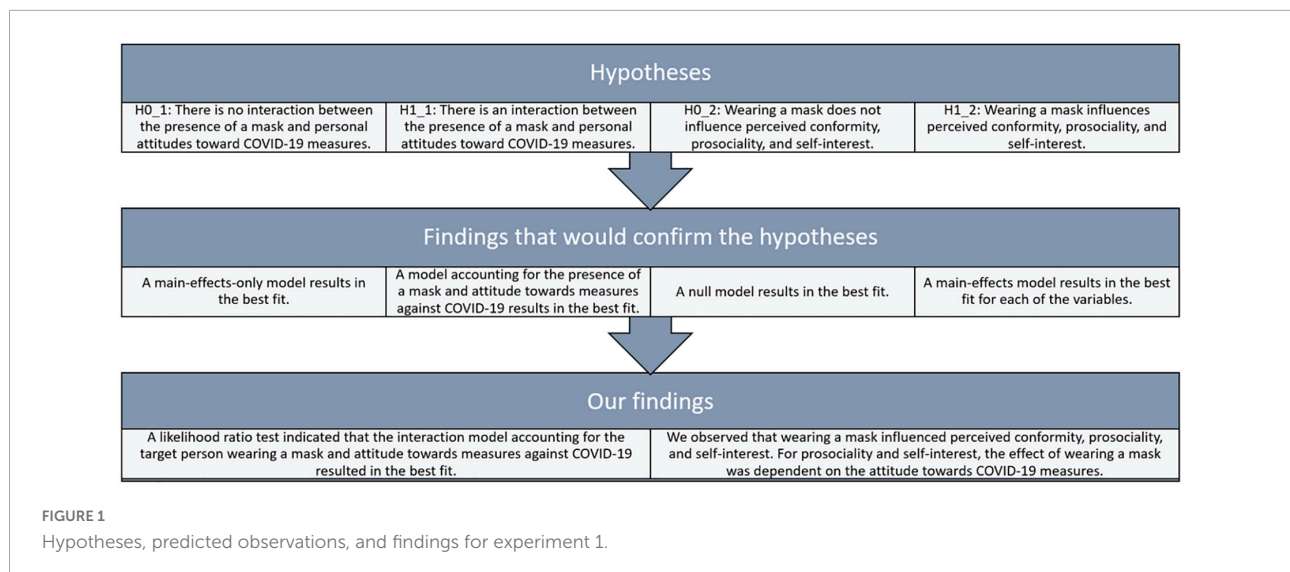 Hypotheses
H0_1: There is no interaction between
the presence of a mask and personal
attitudes toward COVID-19 measures.
H1_1: There is an interaction between
the presence of a mask and personal
attitudes toward COVID-19 measures.
H0_2: Wearing a mask does not
influence perceived conformity,
prosociality, and self-interest.
H1_2: Wearing a mask influences
perceived conformity, prosociality, and
self-interest.
Findings that would confirm the hypotheses
A main-effects-only model results in
the best fit.
A model accounting for the presence of
a mask and attitude towards measures
against COVID-19 results in the best fit.
A null model results in the best fit.
A main-effects model results in the best
fit for each of the variables.
Our findings
A likelihood ratio test indicated that the interaction model accounting for the
target person wearing a mask and attitude towards measures against COVID-19
resulted in the best fit.
We observed that wearing a mask influenced perceived conformity, prosociality,
and self-interest. For prosociality and self-interest, the effect of wearing a mask
was dependent on the attitude towards COVID-19 measures.
FIGURE 1
Hypotheses, predicted observations, and findings for experiment 1.